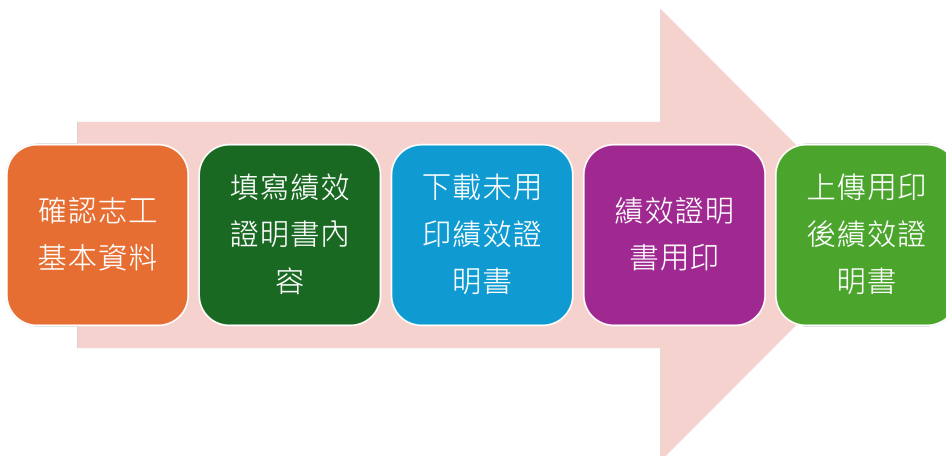 確認志工
基本資料
填寫績效
證明書內
容
下載未用
印績效證
明書
績效證明
書用印
上傳用印
後績效證
明書